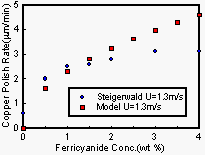 5
4
3
2
1
0
Copper Polish Rate(μm/min)
Steigerwald U=1.3m/s
Model U=1.3m/s
0 1 2 3 4
Ferricyanide Conc.(wt %)